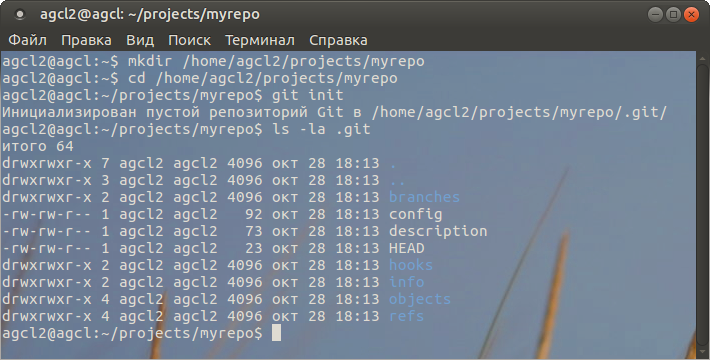 agcl2@agcl: ~/projects/myrepo
Файл Правка Вид Поиск Терминал Справка
agcl2@agcl:~$ mkdir /home/agcl2/projects/myrepo
agcl2@agcl:~$ cd /home/agcl2/projects/myrepo
agcl2@agcl:~/projects/myrepo$ git init
Инициализирован пустой репозиторий Git в /home/agcl2/projects/myrepo/.git/
agcl2@agcl:~/projects/myrepo$ ls -la .git
итого 64
drwxrwxr-x 7 agcl2 agcl2 4096 окт 28 18:13 .
drwxrwxr-x 3 agcl2 agcl2 4096 окт 28 18:13 ..
drwxrwxr-x 2 agcl2 agcl2 4096 окт 28 18:13 branches
-rw-rw-r-- 1 agcl2 agcl2   92 окт 28 18:13 config
-rw-rw-r-- 1 agcl2 agcl2   73 окт 28 18:13 description
-rw-rw-r-- 1 agcl2 agcl2   23 окт 28 18:13 HEAD
drwxrwxr-x 2 agcl2 agcl2 4096 окт 28 18:13 hooks
drwxrwxr-x 2 agcl2 agcl2 4096 окт 28 18:13 info
drwxrwxr-x 4 agcl2 agcl2 4096 окт 28 18:13 objects
drwxrwxr-x 4 agcl2 agcl2 4096 окт 28 18:13 refs
agcl2@agcl:~/projects/myrepo$